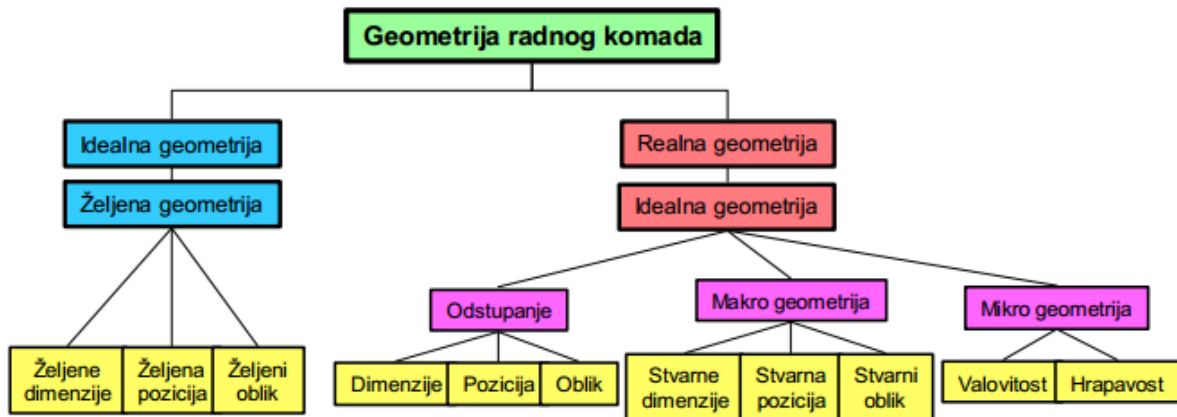 Geometrija radnog komada
Idealna geometrija
Realna geometrija
Željena geometrija
Idealna geometrija
Odstupanje
Makro geometrija
Mikro geometrija
Željene
dimenzije
Željena
pozicija
Željeni
oblik
Dimenzije
Pozicija
Oblik
Stvarne
dimenzije
Stvarna
pozicija
Stvarni
oblik
Valovitost
Hrapavost